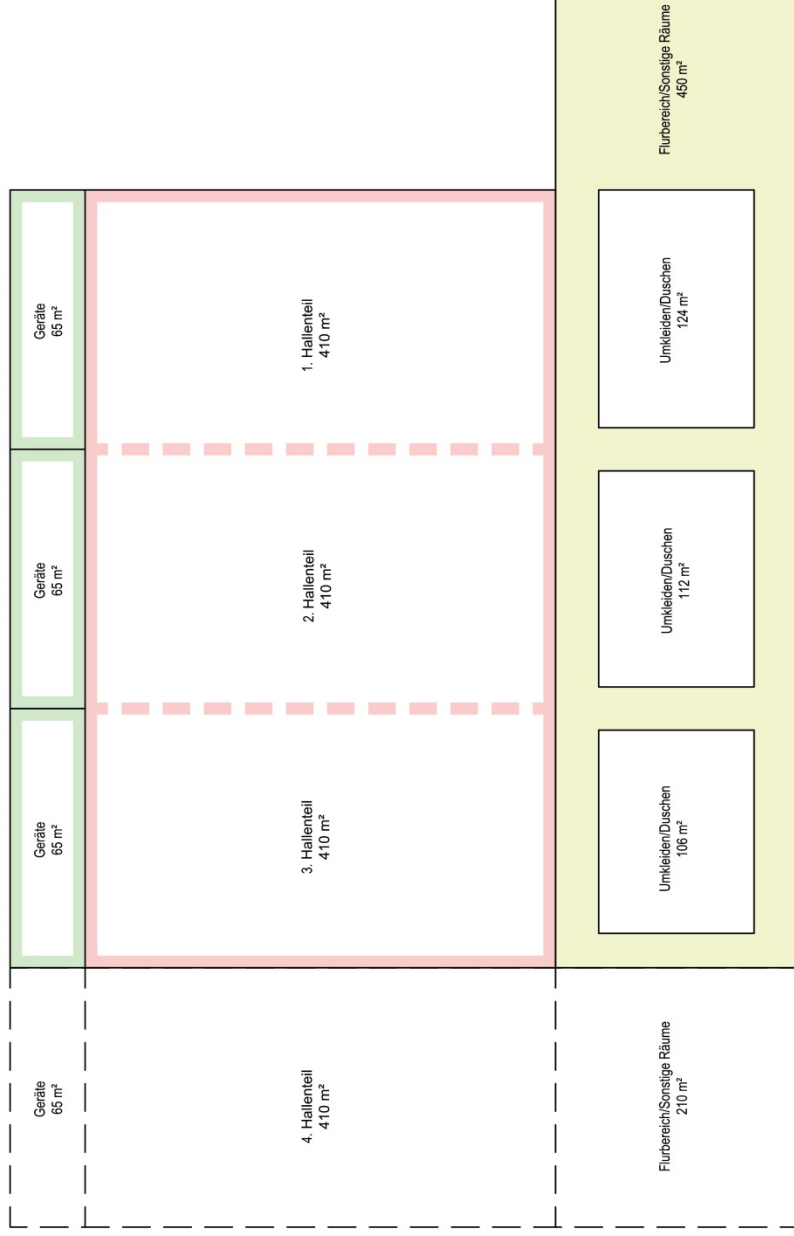 Geräte
65 m²
Geräte
65 m²
Geräte
65 m²
Geräte
65 m²
4. Hallenteil
410 m²
3. Hallenteil
410 m²
2. Hallenteil
410 m²
1. Hallenteil
410 m²
Flurbereich/Sonstige Räume
210 m²
Umkleiden/Duschen
106 m²
Umkleiden/Duschen
112 m²
Umkleiden/Duschen
124 m²
Flurbereich/Sonstige Räume
450 m²